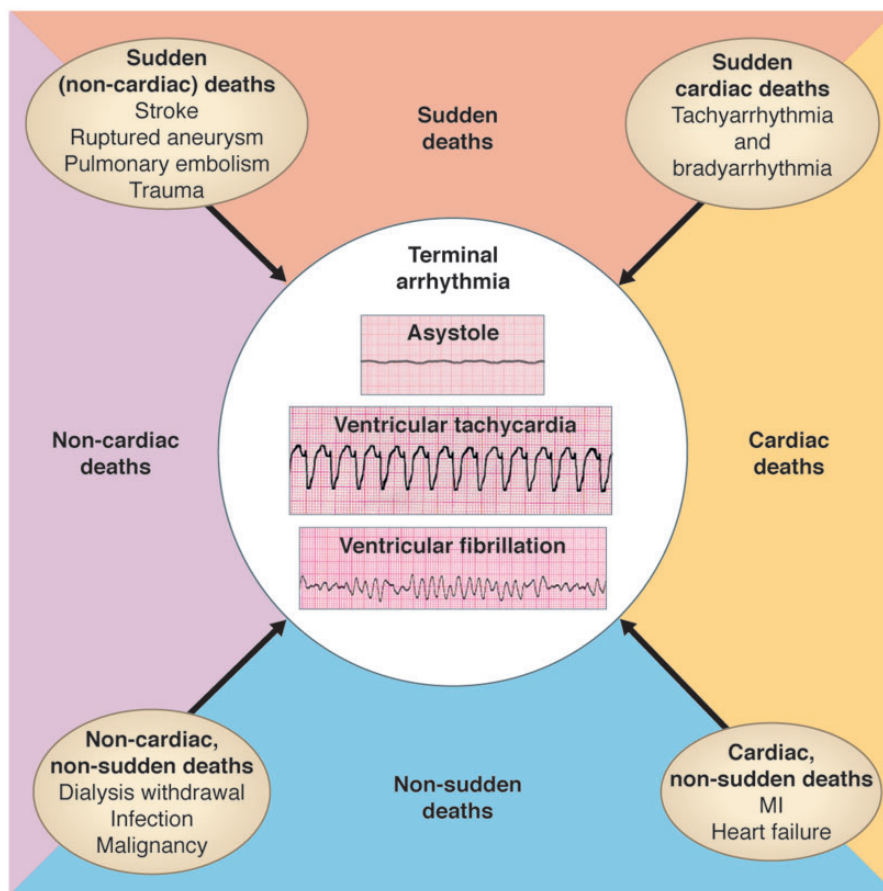 Sudden
(non-cardiac) deaths
Stroke
Ruptured aneurysm
Pulmonary embolism
Trauma
Sudden
deaths
Sudden
cardiac deaths
Tachyarrhythmia
and
bradyarrhythmia
Terminal
arrhythmia
Asystole
Ventricular tachycardia
Ventricular fibrillation
Non-cardiac
deaths
Cardiac
deaths
Non-cardiac,
non-sudden deaths
Dialysis withdrawal
Infection
Malignancy
Non-sudden
deaths
Cardiac,
non-sudden deaths
MI
Heart failure